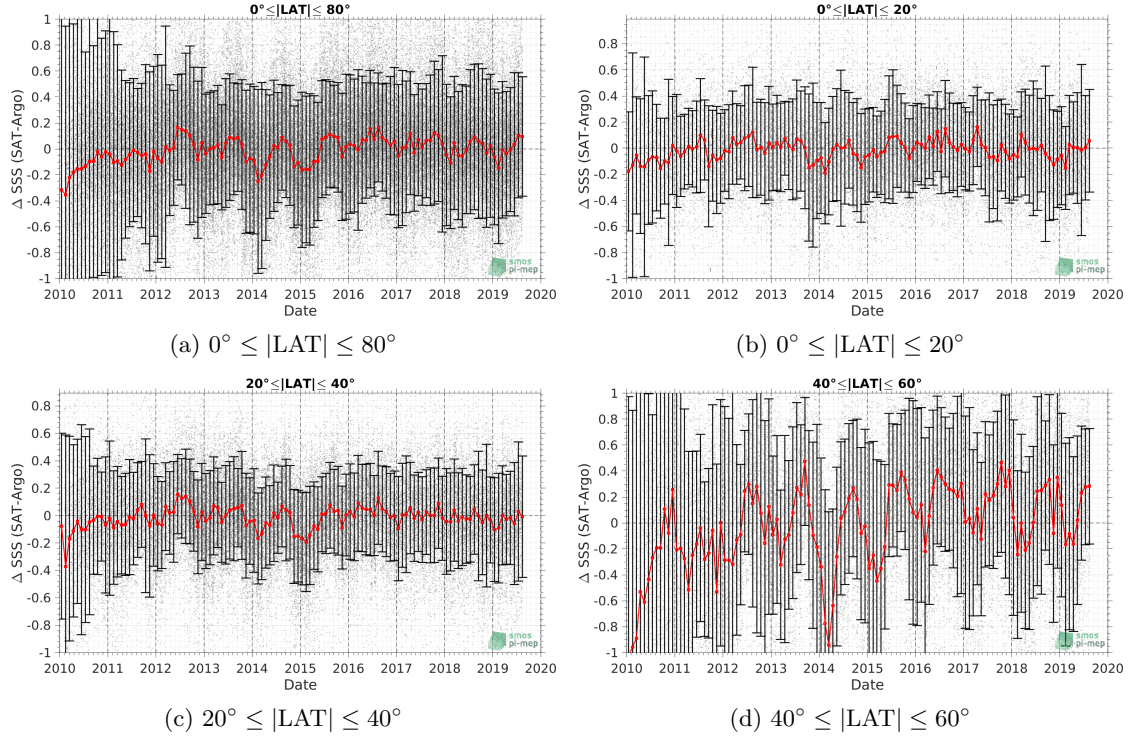 0°≤|LAT|≤ 80°
1
0.8
0.6
0.4
0.2
0
-0.2
-0.4
-0.6
-0.8
-1
Δ SSS (SAT-Argo)
2010 2011 2012 2013 2014 2015 2016 2017 2018 2019 2020
Date
smos
pi-mep
(a) 0° ≤ |LAT| ≤ 80°
0°≤|LAT|≤ 20°
0.8
0.6
0.4
0.2
0
-0.2
-0.4
-0.6
-0.8
-1
Δ SSS (SAT-Argo)
2010 2011 2012 2013 2014 2015 2016 2017 2018 2019 2020
Date
smos
pi-mep
(b) 0° ≤ |LAT| ≤ 20°
20°≤|LAT|≤ 40°
0.8
0.6
0.4
0.2
0
-0.2
-0.4
-0.6
-0.8
-1
Δ SSS (SAT-Argo)
2010 2011 2012 2013 2014 2015 2016 2017 2018 2019 2020
Date
smos
pi-mep
(c) 20° ≤ |LAT| ≤ 40°
40°≤|LAT|≤ 60°
1
0.8
0.6
0.4
0.2
0
-0.2
-0.4
-0.6
-0.8
-1
Δ SSS (SAT-Argo)
2010 2011 2012 2013 2014 2015 2016 2017 2018 2019 2020
Date
smos
pi-mep
(d) 40° ≤ |LAT| ≤ 60°